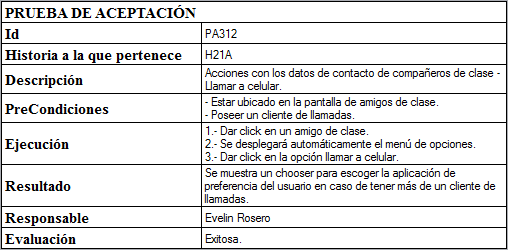 PRUEBA DE ACEPTACIÓN
Id PA312
Historia a la que pertenece H21A
Descripción Acciones con los datos de contacto de compañeros de clase -
Llamar a celular.
PreCondiciones - Estar ubicado en la pantalla de amigos de clase.
- Poseer un cliente de llamadas.
Ejecución 1.- Dar click en un amigo de clase.
2.- Se desplegará automáticamente el menú de opciones.
3.- Dar click en la opción llamar a celular.
Resultado Se muestra un chooser para escoger la aplicación de
preferencia del usuario en caso de tener más de un cliente de
llamadas.
Responsable Evelin Rosero
Evaluación Exitosa.